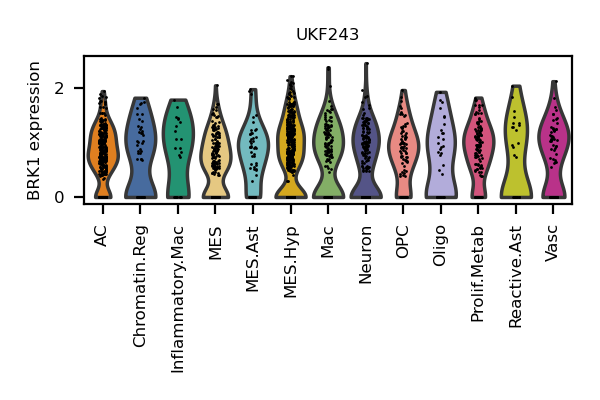 UKF243
BRK1 expression
2
0
AC
Chromatin.Reg
Inflammatory.Mac
MES
MES.Ast
MES.Hyp
Mac
Neuron
OPC
Oligo
Prolif.Metab
Reactive.Ast
Vasc